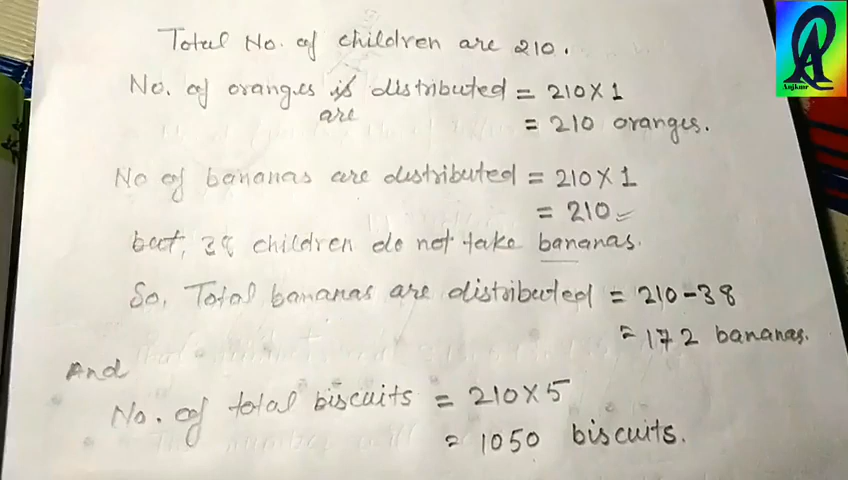 Total No. of children are 210.
No. of oranges is distributed = 210 × 1
are
= 210 oranges.
No of bananas are distributed = 210 × 1
= 210
but, 38 children do not take bananas.
So, Total bananas are distributed = 210 - 38
= 172 bananas.
And
No. of total biscuits = 210 × 5
= 1050 biscuits.
A
Anjkmr